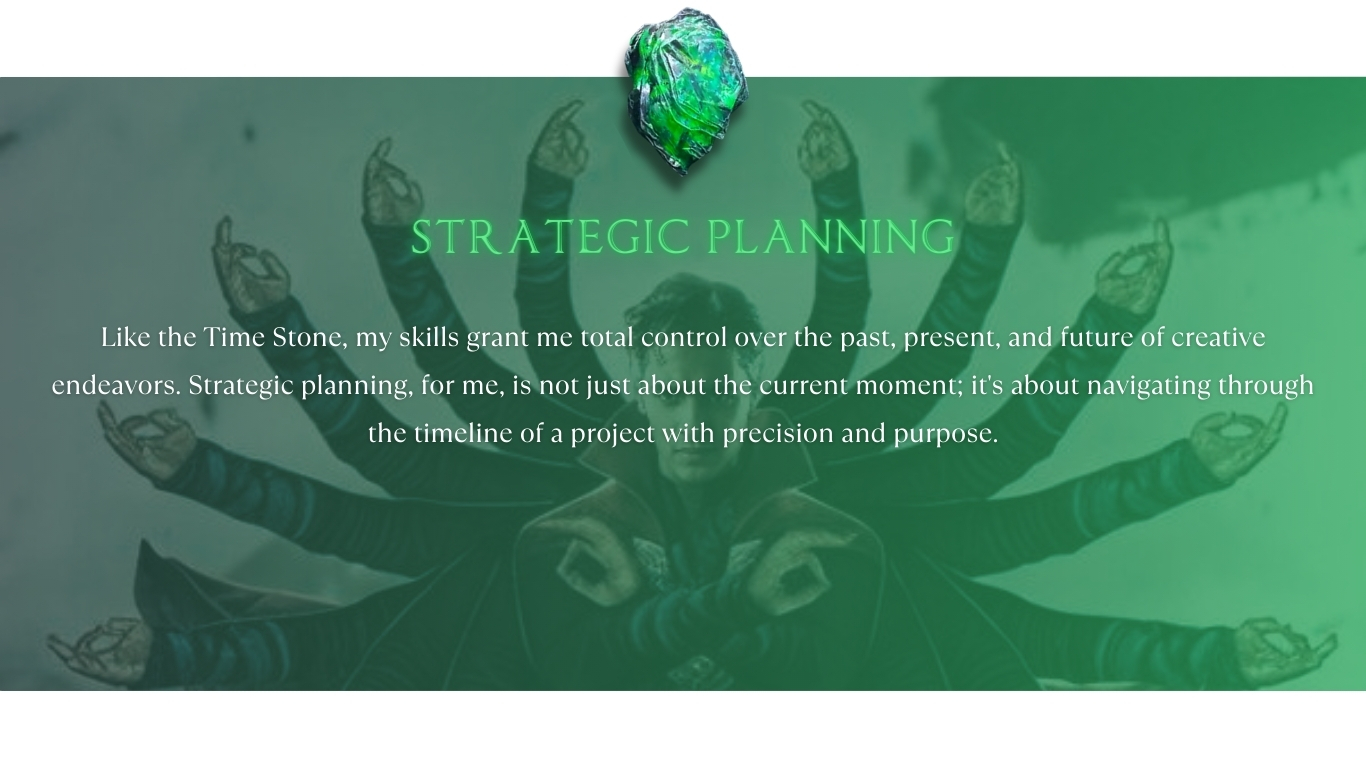 STRATEGIC PLANNING
Like the Time Stone, my skills grant me total control over the past, present, and future of creative
endeavors. Strategic planning, for me, is not just about the current moment; it's about navigating through
the timeline of a project with precision and purpose.